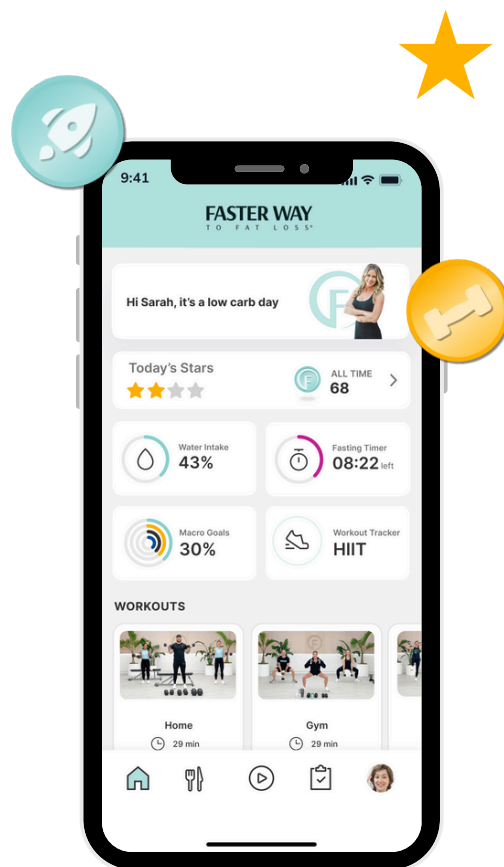 9:41
FASTER WAY
TO FAT LOSS®
Hi Sarah, it's a low carb day
Today's Stars
ALL TIME
68
Water Intake
43%
Fasting Timer
08:22 left
Macro Goals
30%
Workout Tracker
HIIT
WORKOUTS
Home
29 min
Gym
29 min